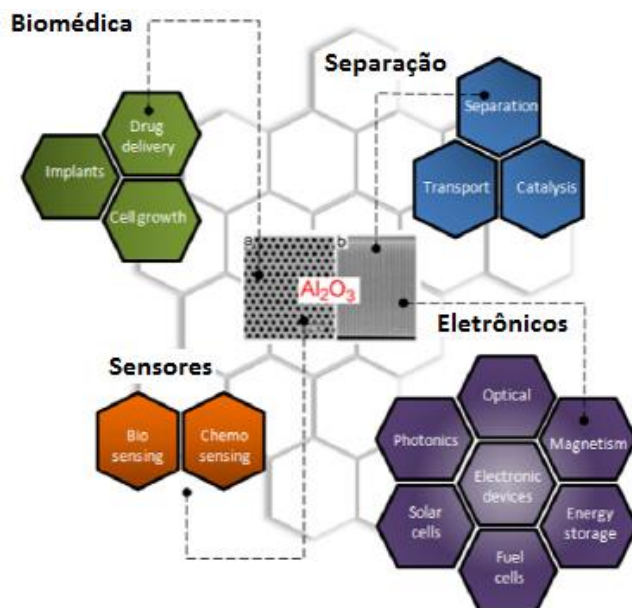 Biomédica
Drug
delivery
Implants
Cell growth
Separação
Separation
Transport
Catalysis
a
b
Al₂O₃
Sensores
Bio
sensing
Chemo
sensing
Eletrônicos
Optical
Photonics
Magnetism
Electronic
devices
Solar
cells
Energy
storage
Fuel
cells